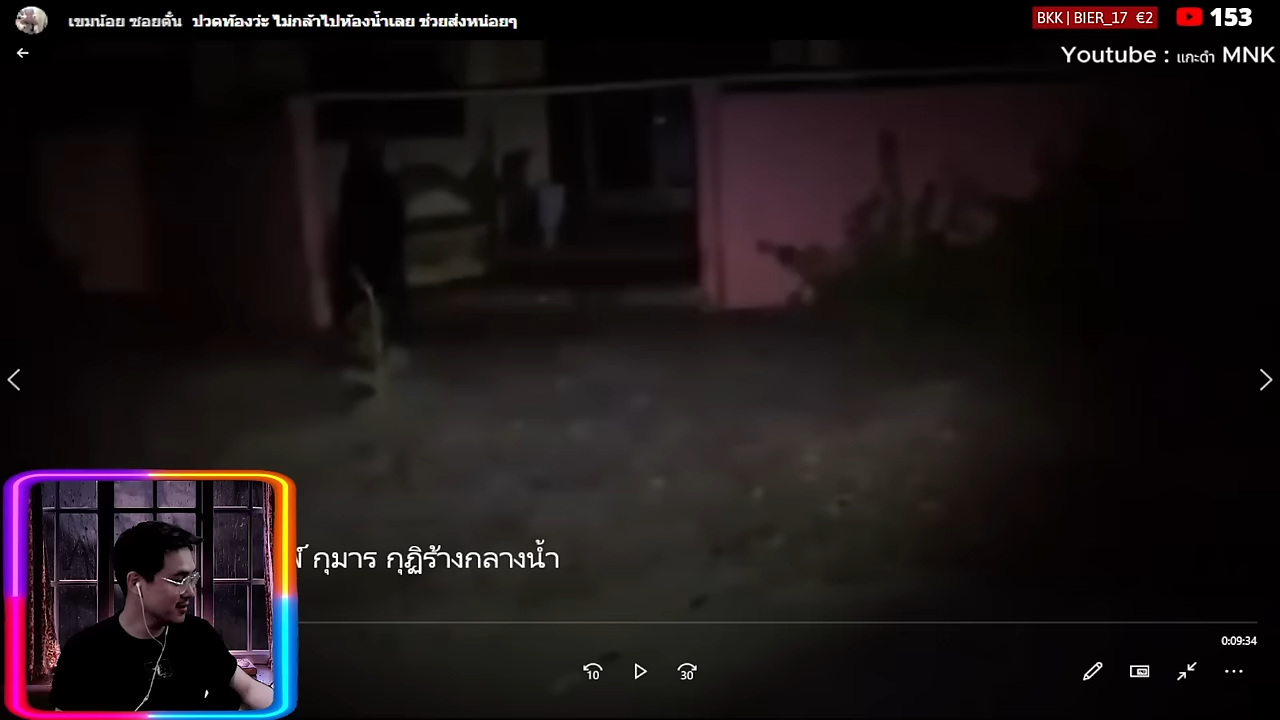 เขมน้อย ซอยตั๋น ปวดท้องว่ะ ไม่กล้าไปห้องน้ำเลย ช่วยส่งหน่อยๆ
BKK | BIER_17 €2
153
Youtube : แกะดำ MNK
กุมาร กุฏิร้างกลางน้ำ
0:09:34
10
30